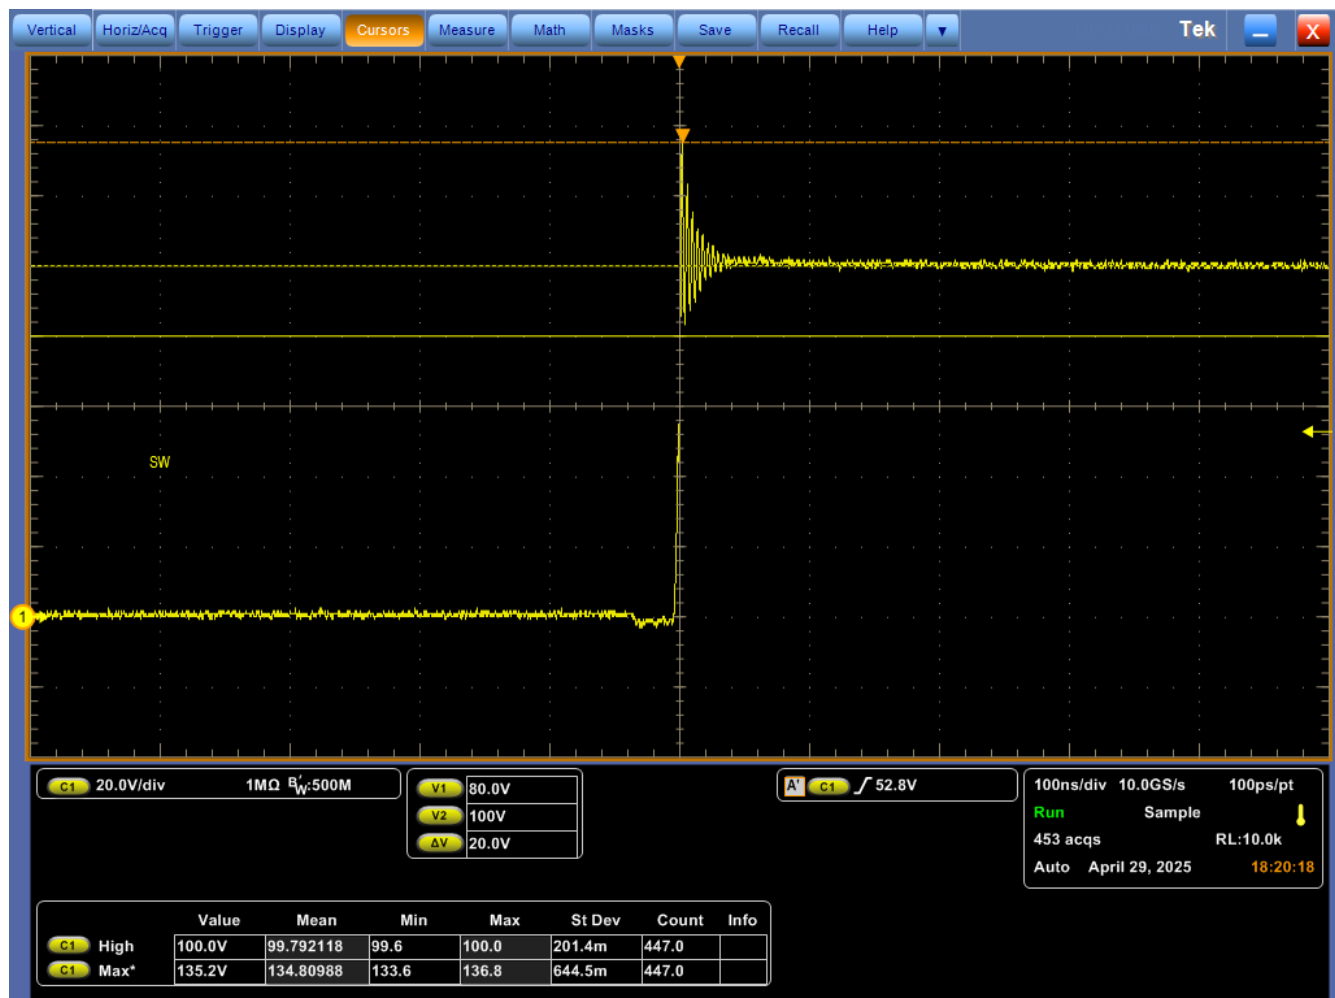 Vertical Horiz/Acq Trigger Display Cursors Measure Math Masks Save Recall Help ▼ Tek X
SW
1
C1 20.0V/div 1MΩ BW:500M
V1 80.0V
V2 100V
ΔV 20.0V
A' C1 52.8V
100ns/div 10.0GS/s 100ps/pt
Run Sample
453 acqs RL:10.0k
Auto April 29, 2025 18:20:18
Value Mean Min Max St Dev Count Info
C1 High 100.0V 99.792118 99.6 100.0 201.4m 447.0
C1 Max* 135.2V 134.80988 133.6 136.8 644.5m 447.0